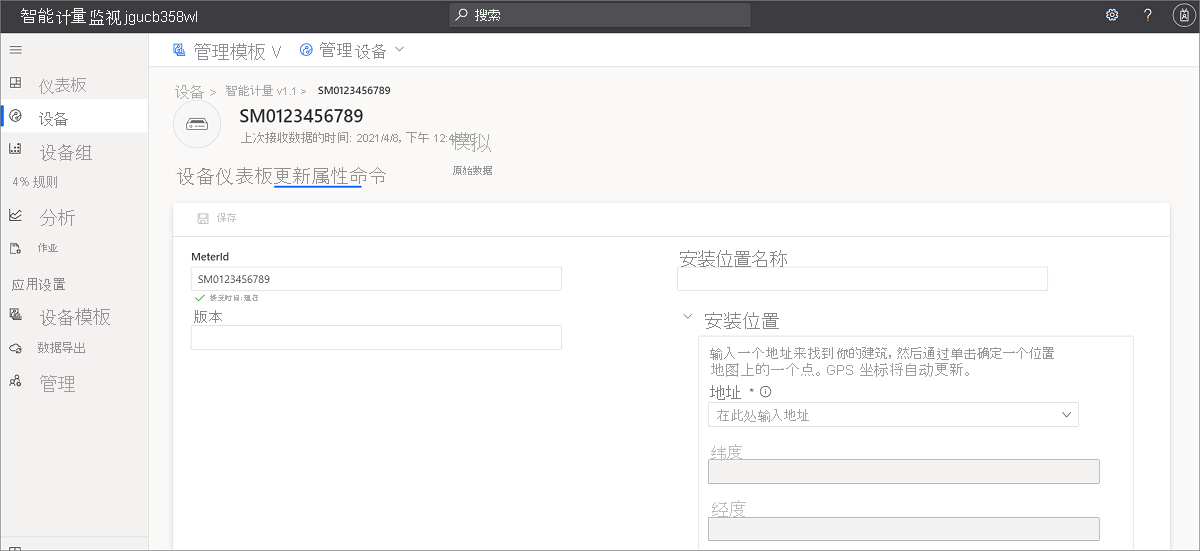 智能计量监视 jgucb358wl
搜索
?
管理模板 V 管理设备
仪表板
设备
设备组
4% 规则
分析
作业
应用设置
设备模板
数据导出
管理
设备 > 智能计量 v1.1 > SM0123456789
SM0123456789
上次接收数据的时间: 2021/4/8, 下午 12:4
模拟
原始数据
设备仪表板更新属性命令
保存
MeterId
SM0123456789
接受时间:现在
版本
安装位置名称
安装位置
输入一个地址来找到你的建筑, 然后通过单击确定一个位置
地图上的一个点。GPS 坐标将自动更新。
地址 *
在此处输入地址
纬度
经度